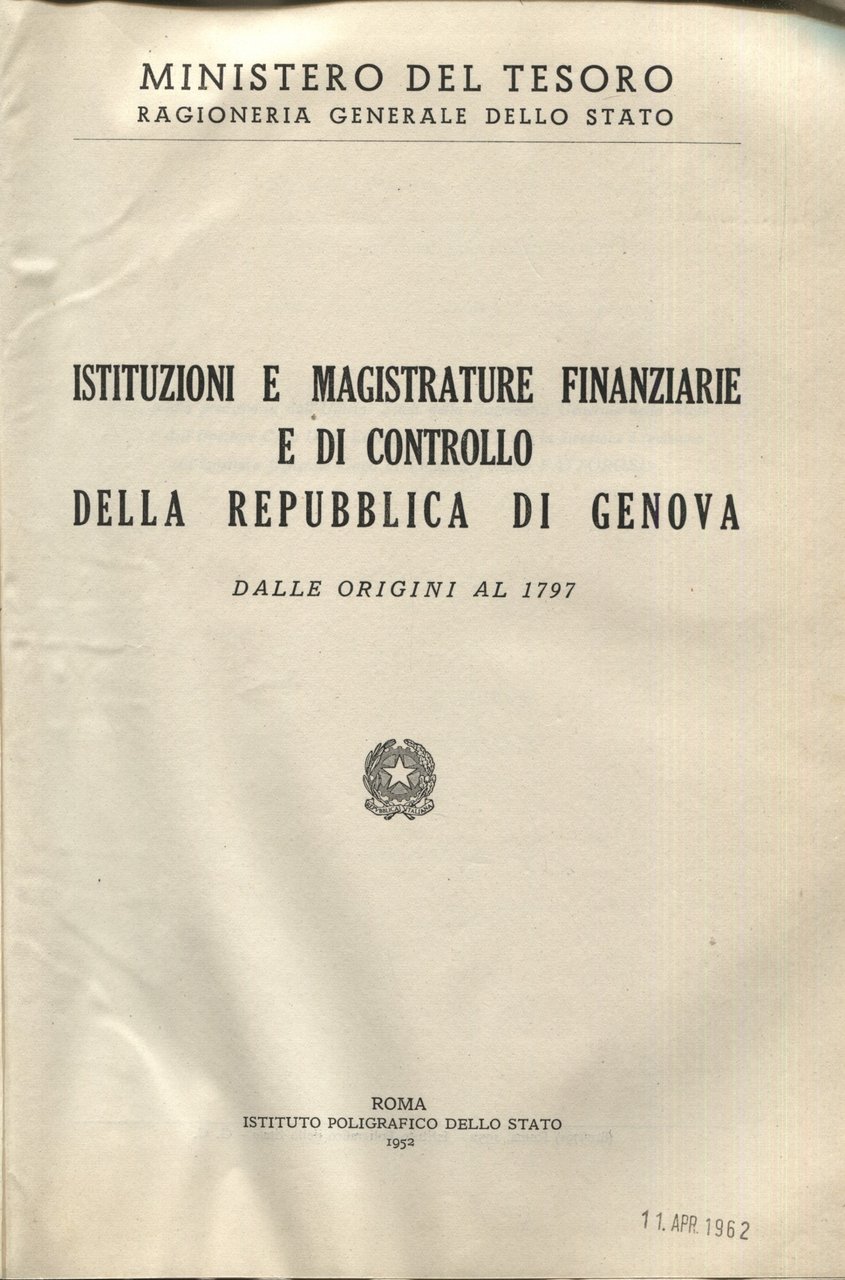 MINISTERO DEL TESORO
RAGIONERIA GENERALE DELLO STATO
ISTITUZIONI E MAGISTRATURE FINANZIARIE
E DI CONTROLLO
DELLA REPUBBLICA DI GENOVA
DALLE ORIGINI AL 1797
REPVBBLICA ITALIANA
ROMA
ISTITUTO POLIGRAFICO DELLO STATO
1952
11. APR. 1962